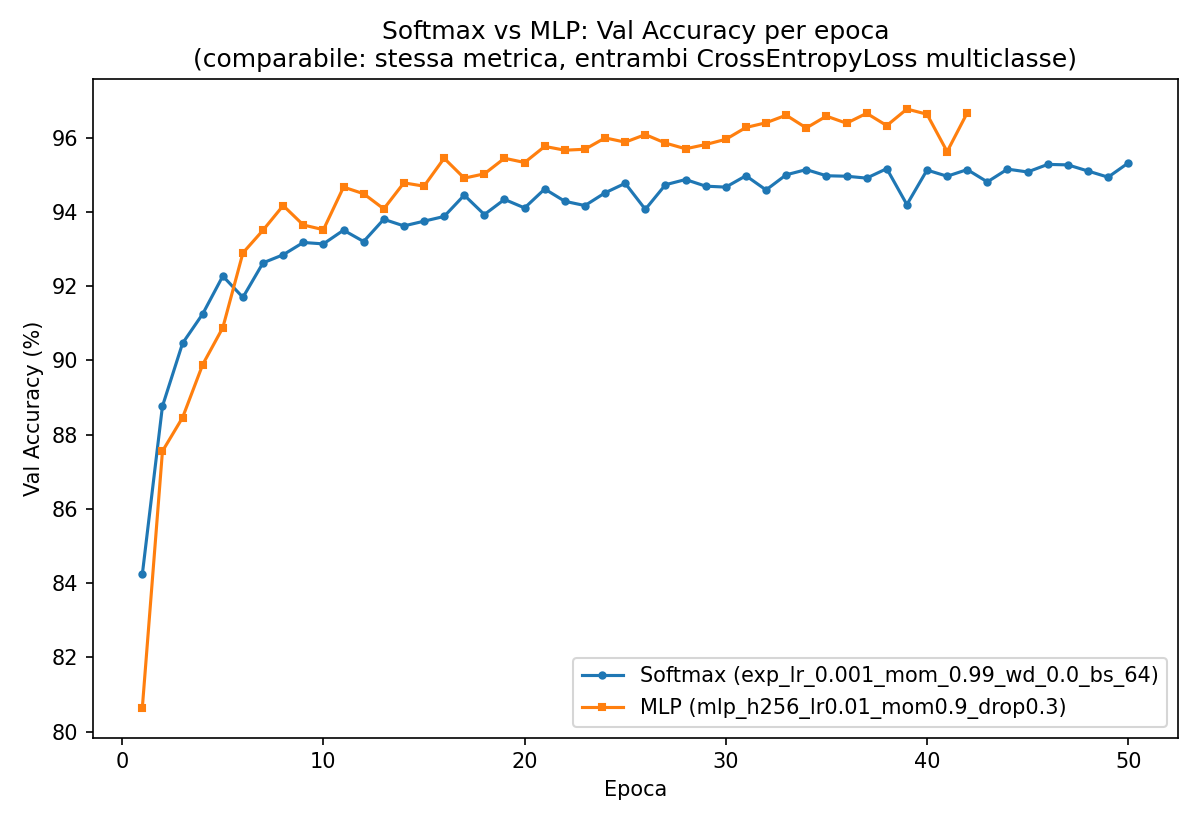 Softmax vs MLP: Val Accuracy per epoca
(comparabile: stessa metrica, entrambi CrossEntropyLoss multiclasse)
Val Accuracy (%)
96
94
92
90
88
86
84
82
80
Softmax (exp_lr_0.001_mom_0.99_wd_0.0_bs_64)
MLP (mlp_h256_lr0.01_mom0.9_drop0.3)
0 10 20 30 40 50
Epoca